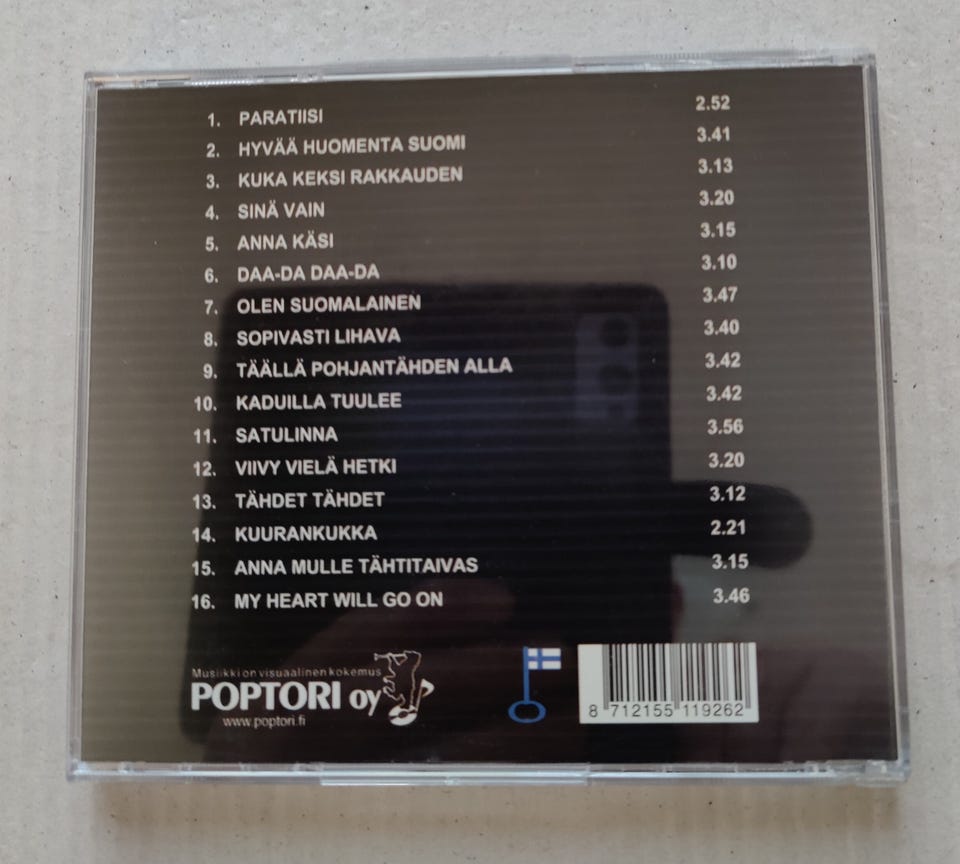 1. PARATIISI 2.52
2. HYVÄÄ HUOMENTA SUOMI 3.41
3. KUKA KEKSI RAKKAUDEN 3.13
4. SINÄ VAIN 3.20
5. ANNA KÄSI 3.15
6. DAA-DA DAA-DA 3.10
7. OLEN SUOMALAINEN 3.47
8. SOPIVASTI LIHAVA 3.40
9. TÄÄLLÄ POHJANTÄHDEN ALLA 3.42
10. KADUILLA TUULEE 3.42
11. SATULINNA 3.56
12. VIIVY VIELÄ HETKI 3.20
13. TÄHDET TÄHDET 3.12
14. KUURANKUKKA 2.21
15. ANNA MULLE TÄHTITAIVAS 3.15
16. MY HEART WILL GO ON 3.46
Musiikki on visuaalinen kokemus
POPTORI oy
www.poptori.fi
8 712155 119262